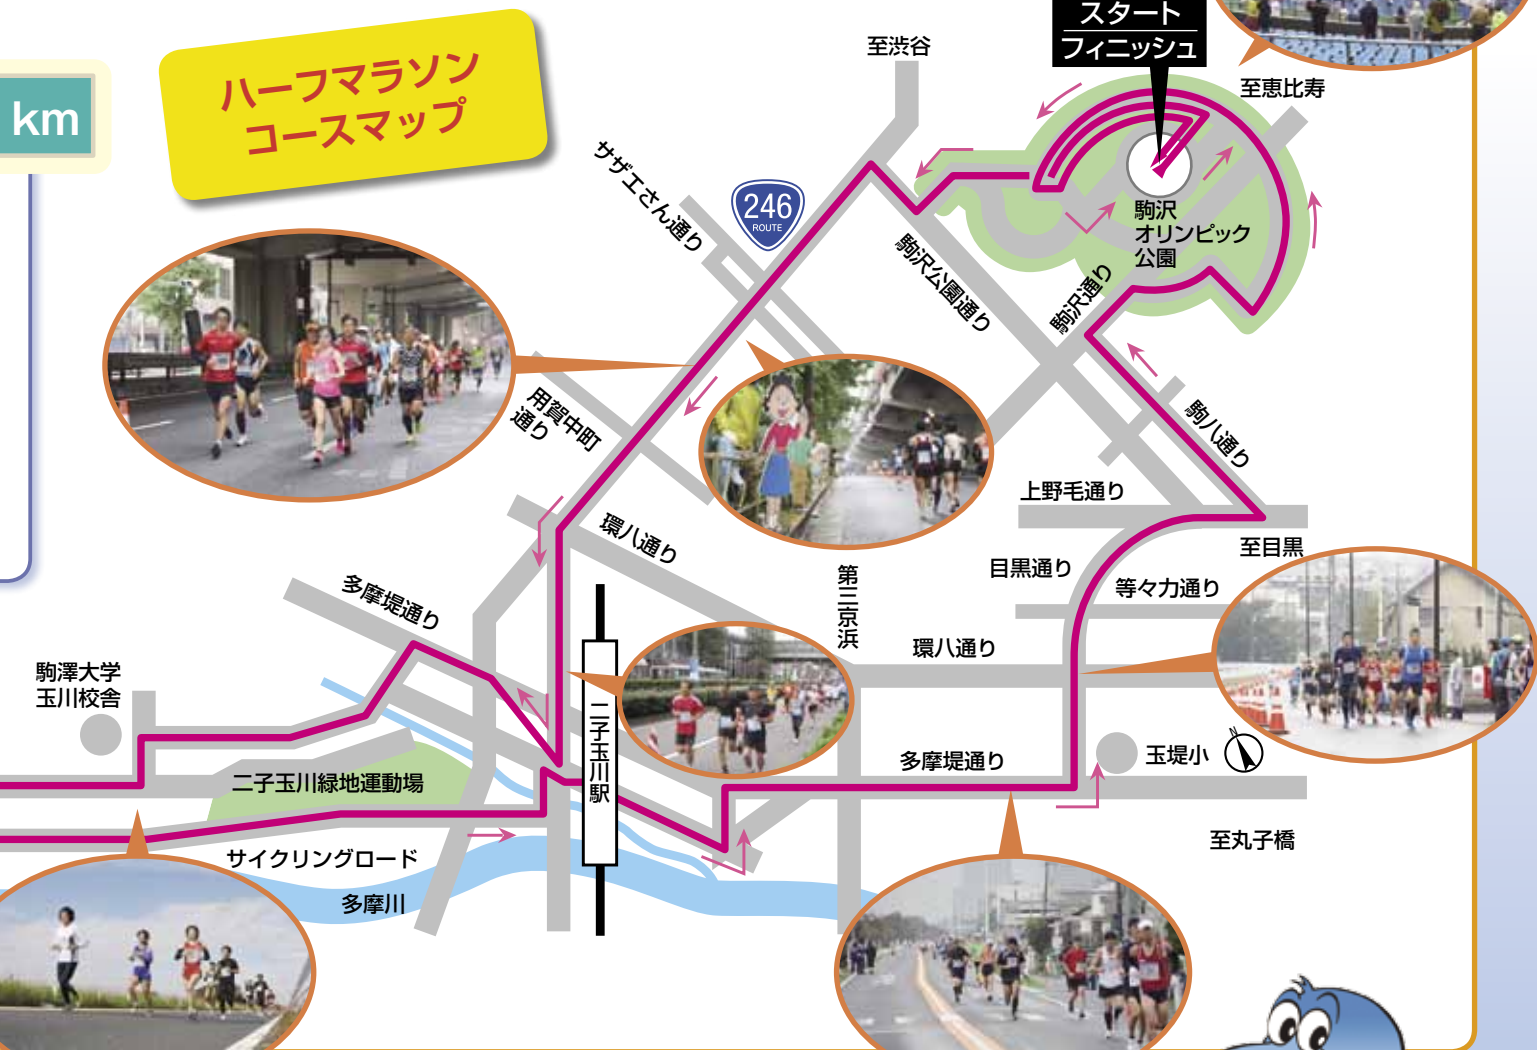 スタート
フィニッシュ
km
ハーフマラソン
コースマップ
至渋谷
至恵比寿
サザエさん通り
246
ROUTE
駒沢
オリンピック
公園
駒沢公園通り
駒沢通り
用賀中町
通り
駒八通り
上野毛通り
環八通り
至目黒
目黒通り
第三京浜
等々力通り
多摩堤通り
環八通り
駒澤大学
玉川校舎
二子玉川駅
多摩堤通り
玉堤小
N
二子玉川緑地運動場
至丸子橋
サイクリングロード
多摩川